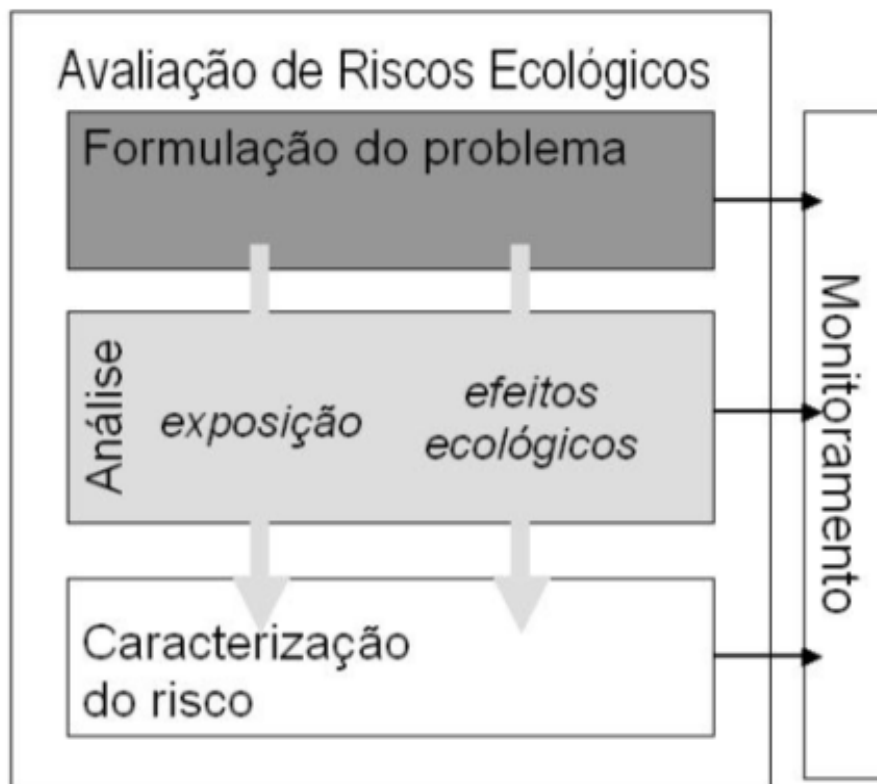 Avaliação de Riscos Ecológicos
Formulação do problema
Análise
exposição
efeitos
ecológicos
Caracterização
do risco
Monitoramento